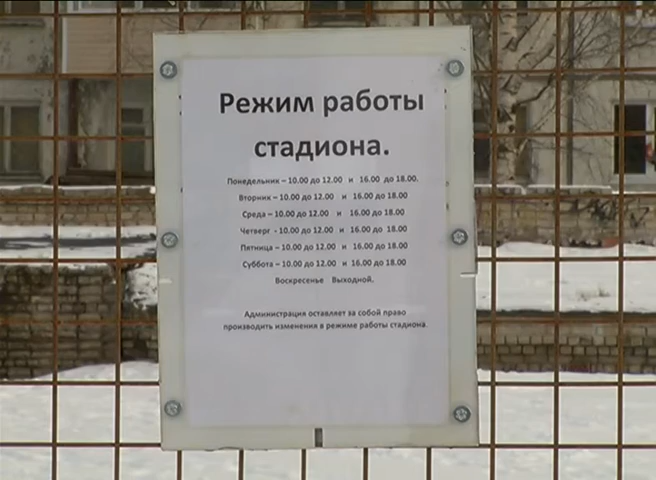 Режим работы
стадиона.
Понедельник – 10.00 до 12.00 и 16.00 до 18.00.
Вторник – 10.00 до 12.00 и 16.00 до 18.00
Среда – 10.00 до 12.00 и 16.00 до 18.00
Четверг - 10.00 до 12.00 и 16.00 до 18.00
Пятница – 10.00 до 12.00 и 16.00 до 18.00
Суббота – 10.00 до 12.00 и 16.00 до 18.00
Воскресенье Выходной.
Администрация оставляет за собой право
производить изменения в режиме работы стадиона.